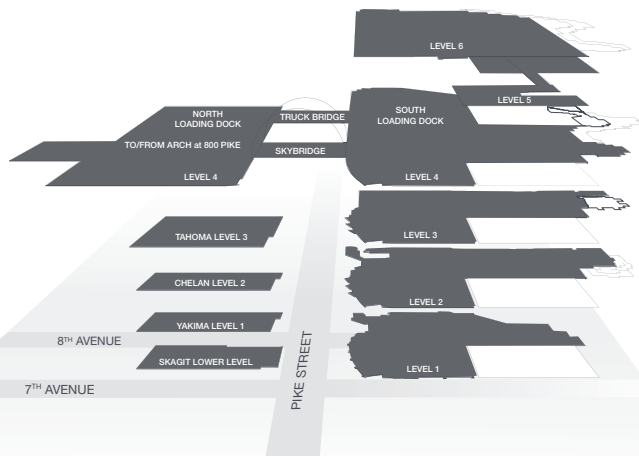 LEVEL 6
LEVEL 5
NORTH
LOADING DOCK
TRUCK BRIDGE
SOUTH
LOADING DOCK
TO/FROM ARCH at 800 PIKE
SKYBRIDGE
LEVEL 4
LEVEL 4
TAHOMA LEVEL 3
LEVEL 3
CHELAN LEVEL 2
LEVEL 2
YAKIMA LEVEL 1
8TH AVENUE
SKAGIT LOWER LEVEL
LEVEL 1
7TH AVENUE
PIKE STREET